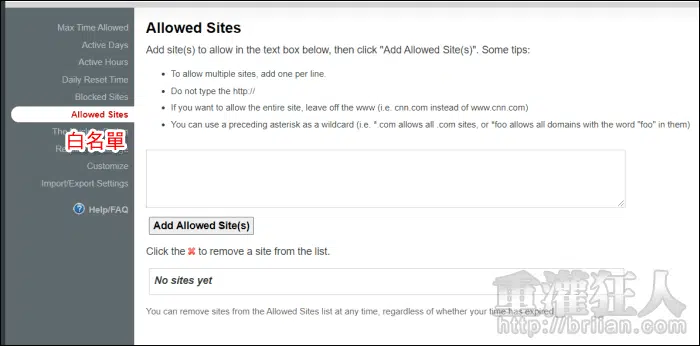 Max Time Allowed
Active Days
Active Hours
Daily Reset Time
Blocked Sites
Allowed Sites
白名單
Customize
Import/Export Settings
Help/FAQ
Allowed Sites
Add site(s) to allow in the text box below, then click "Add Allowed Site(s)". Some tips:
To allow multiple sites, add one per line.
Do not type the http://
If you want to allow the entire site, leave off the www (i.e. cnn.com instead of www.cnn.com)
You can use a preceding asterisk as a wildcard (i.e. *.com allows all .com sites, or *foo allows all domains with the word "foo" in them)
Add Allowed Site(s)
Click the ⌘ to remove a site from the list.
No sites yet
You can remove sites from the Allowed Sites list at any time, regardless of whether your time has expired
重灌狂人
http://briian.com